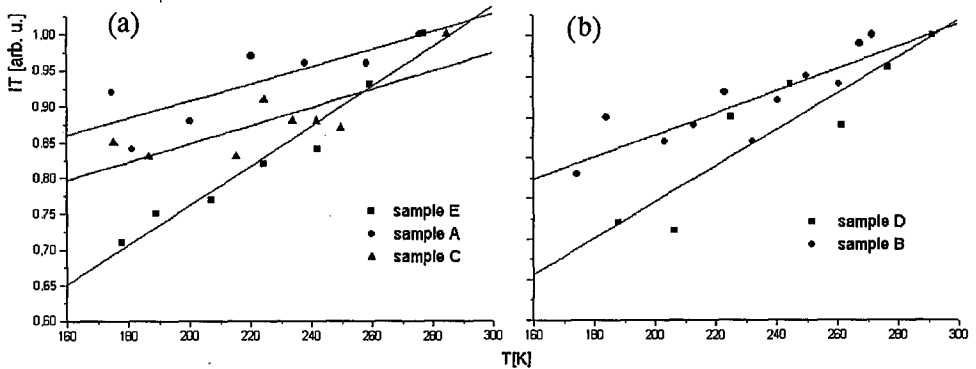 (a)
IT [arb. u.]
1.00
0,95
0,90
0,85
0,80
0,75
0,70
0,65
0,60
160 180 200 220 240 260 280 300
■ sample E
● sample A
▲ sample C
(b)
160 180 200 220 240 260 280 300
■ sample D
● sample B
T[K]